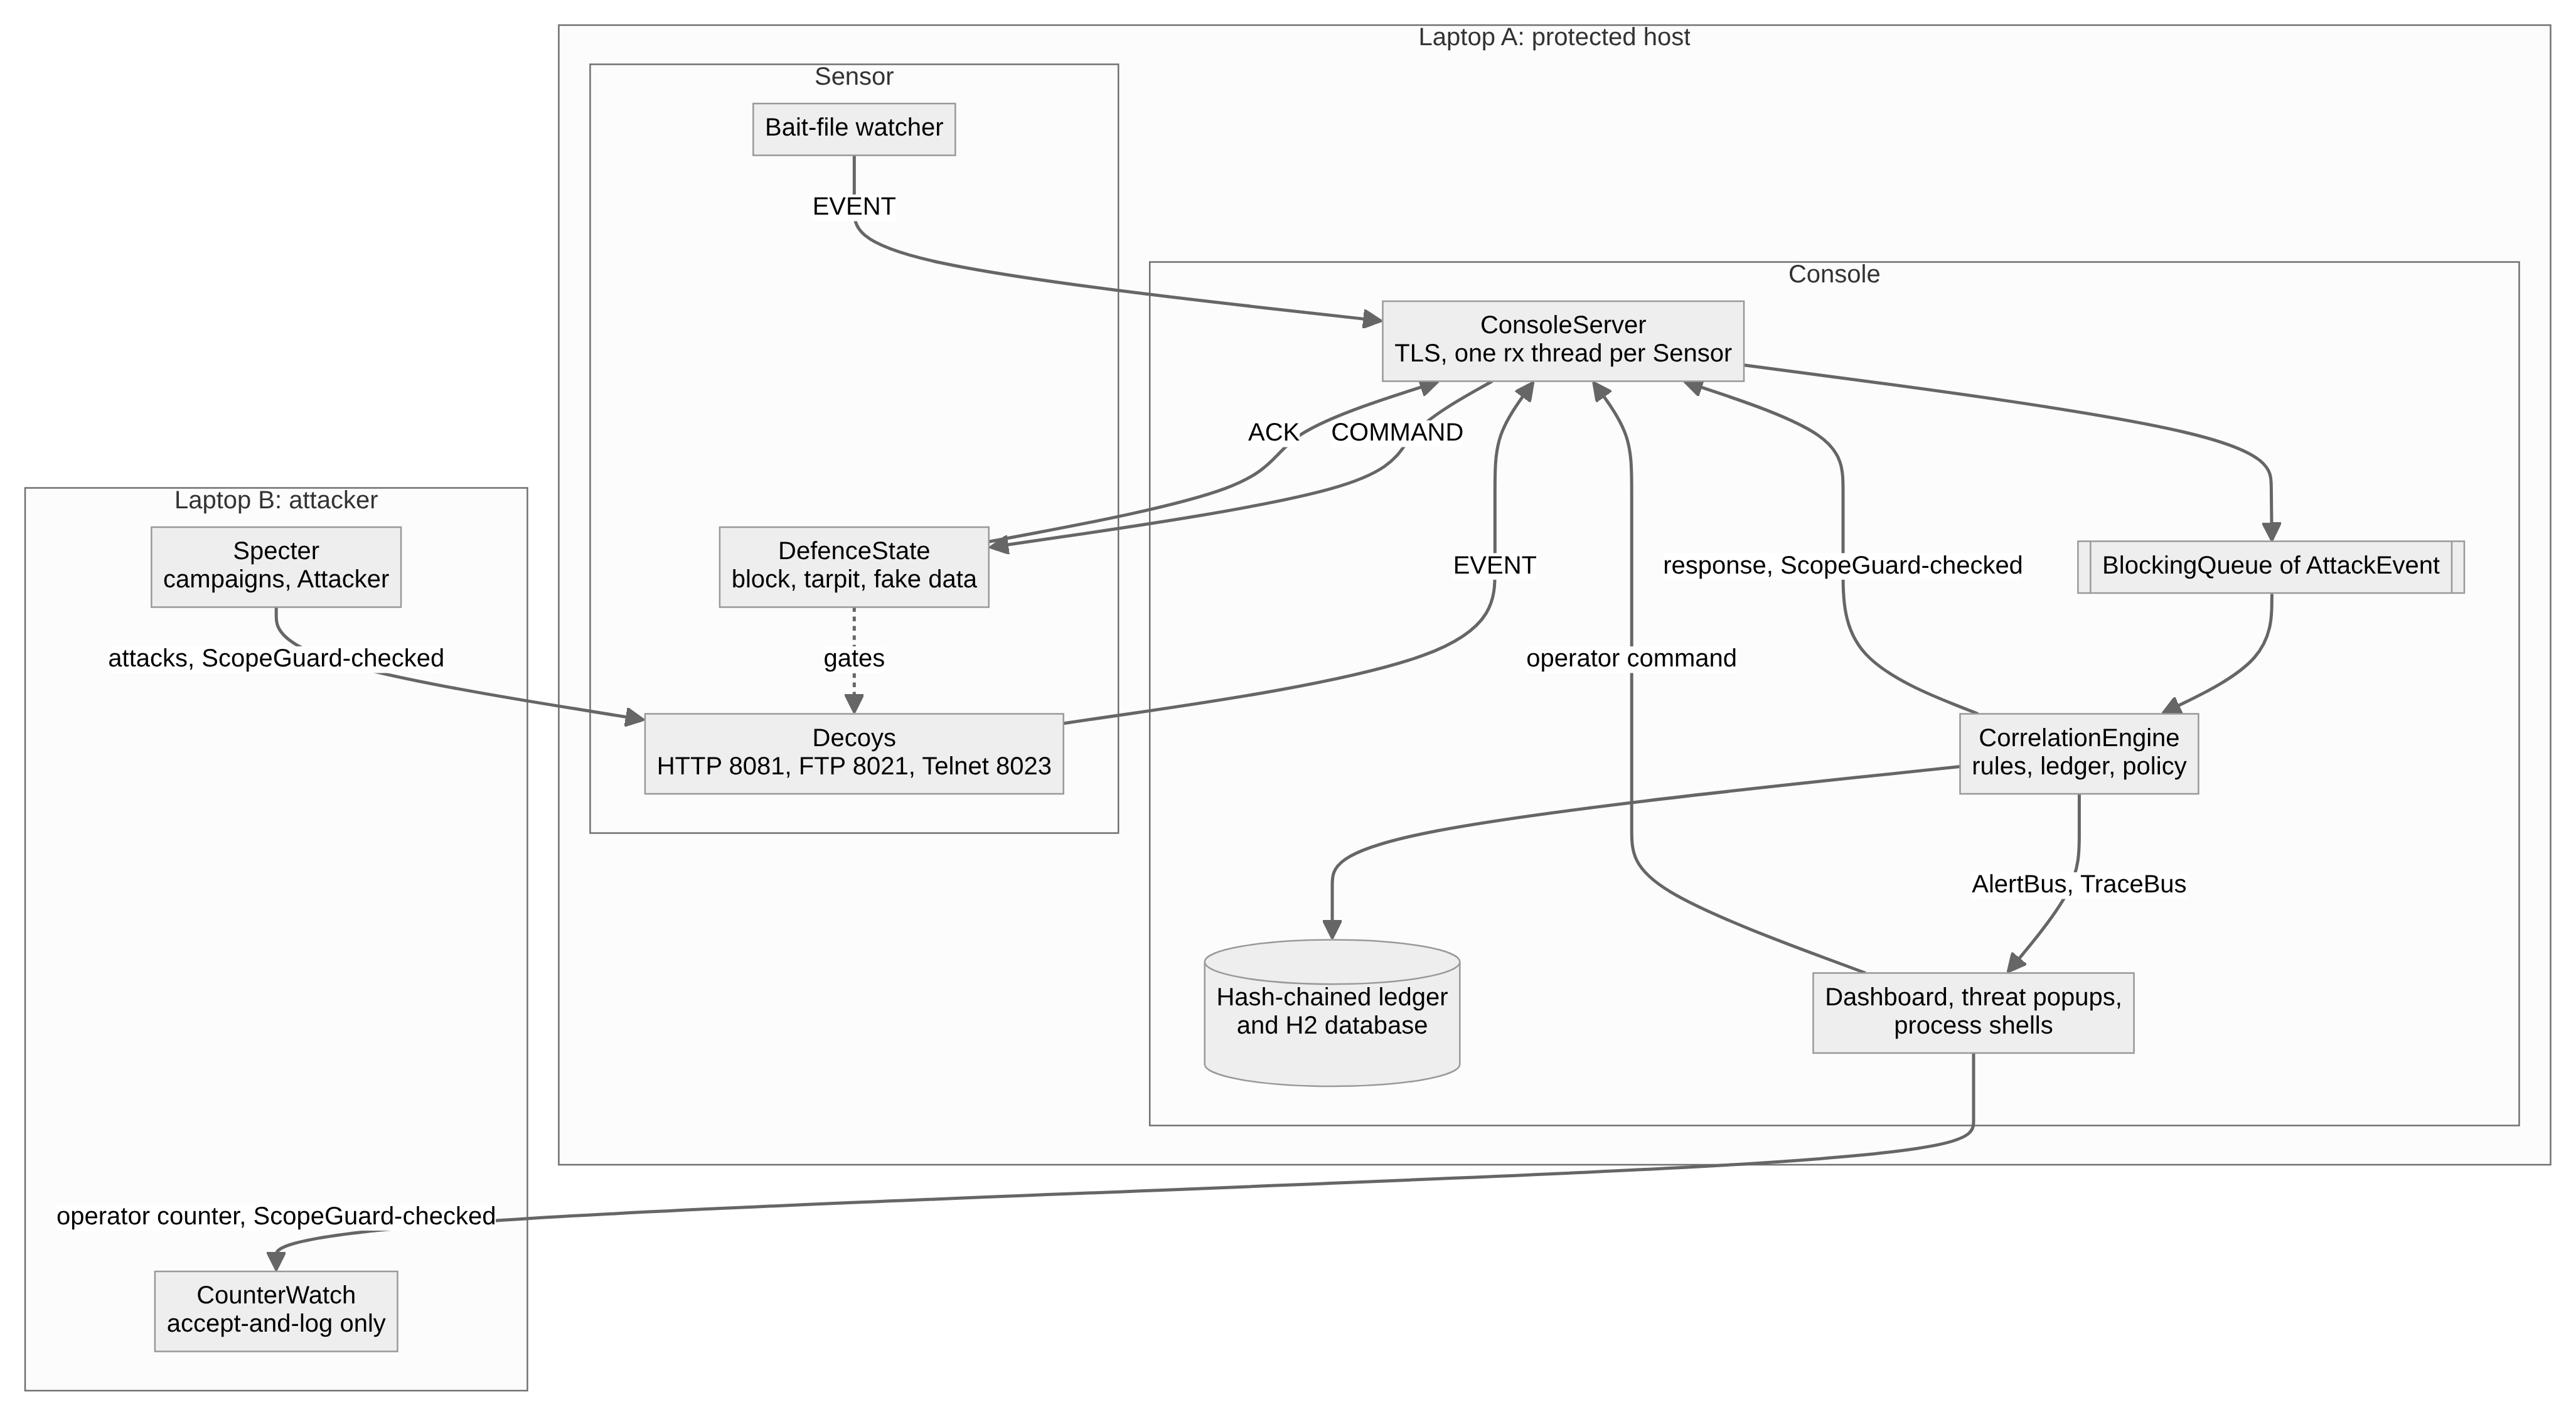 Laptop A: protected host
Sensor
Bait-file watcher
EVENT
Console
ConsoleServer
TLS, one rx thread per Sensor
ACK
COMMAND
Laptop B: attacker
Specter
campaigns, Attacker
DefenceState
block, tarpit, fake data
EVENT
response, ScopeGuard-checked
BlockingQueue of AttackEvent
attacks, ScopeGuard-checked
gates
operator command
Decoys
HTTP 8081, FTP 8021, Telnet 8023
CorrelationEngine
rules, ledger, policy
AlertBus, TraceBus
Hash-chained ledger
and H2 database
Dashboard, threat popups,
process shells
operator counter, ScopeGuard-checked
CounterWatch
accept-and-log only